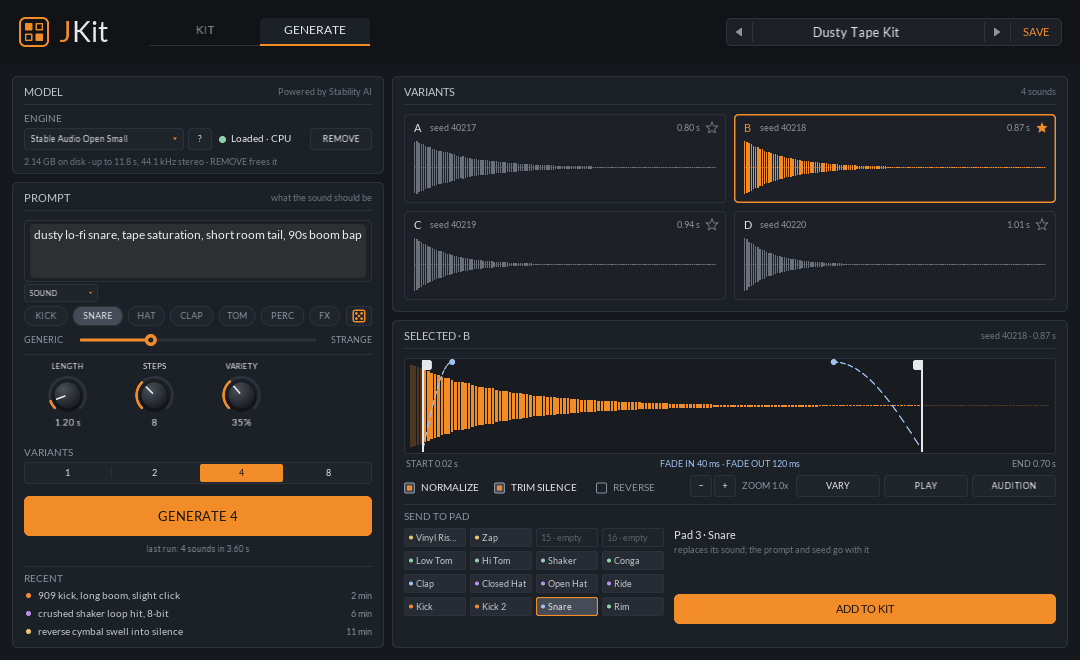 JKit
KIT
GENERATE
Dusty Tape Kit
SAVE
MODEL
Powered by Stability AI
ENGINE
Stable Audio Open Small
?
Loaded · CPU
REMOVE
2.14 GB on disk · up to 11.8 s, 44.1 kHz stereo · REMOVE frees it
PROMPT
what the sound should be
dusty lo-fi snare, tape saturation, short room tail, 90s boom bap
SOUND
KICK
SNARE
HAT
CLAP
TOM
PERC
FX
GENERIC
STRANGE
LENGTH
STEPS
VARIETY
1.20 s
8
35%
VARIANTS
1
2
4
8
GENERATE 4
last run: 4 sounds in 3.60 s
RECENT
909 kick, long boom, slight click
2 min
crushed shaker loop hit, 8-bit
6 min
reverse cymbal swell into silence
11 min
VARIANTS
4 sounds
A seed 40217
0.80 s
B seed 40218
0.87 s
C seed 40219
0.94 s
D seed 40220
1.01 s
SELECTED · B
seed 40218 · 0.87 s
START 0.02 s
FADE IN 40 ms · FADE OUT 120 ms
END 0.70 s
NORMALIZE
TRIM SILENCE
REVERSE
−
+
ZOOM 1.0x
VARY
PLAY
AUDITION
SEND TO PAD
Vinyl Ris...
Zap
15 · empty
16 · empty
Low Tom
Hi Tom
Shaker
Conga
Clap
Closed Hat
Open Hat
Ride
Kick
Kick 2
Snare
Rim
Pad 3 · Snare
replaces its sound; the prompt and seed go with it
ADD TO KIT